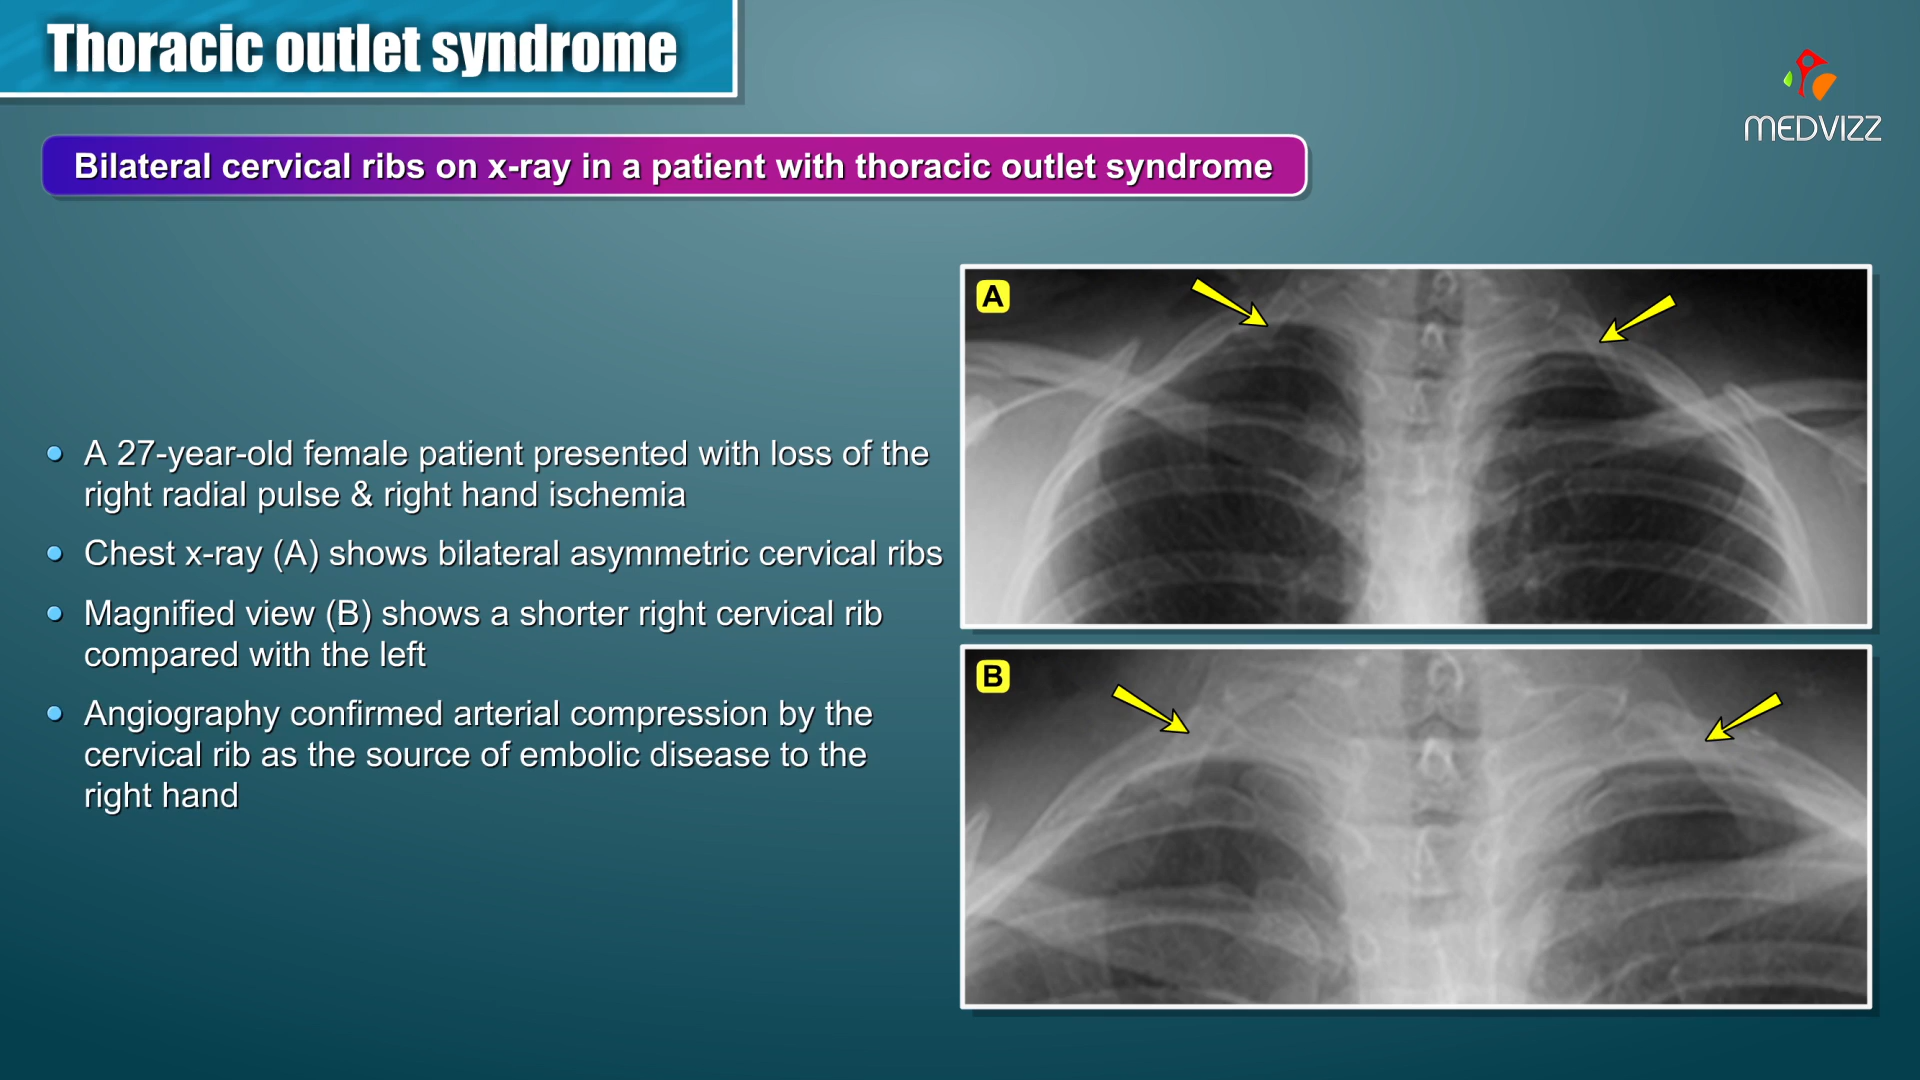 Thoracic outlet syndrome
MEDVIZZ
Bilateral cervical ribs on x-ray in a patient with thoracic outlet syndrome
A 27-year-old female patient presented with loss of the
right radial pulse & right hand ischemia
Chest x-ray (A) shows bilateral asymmetric cervical ribs
Magnified view (B) shows a shorter right cervical rib
compared with the left
Angiography confirmed arterial compression by the
cervical rib as the source of embolic disease to the
right hand
A
B